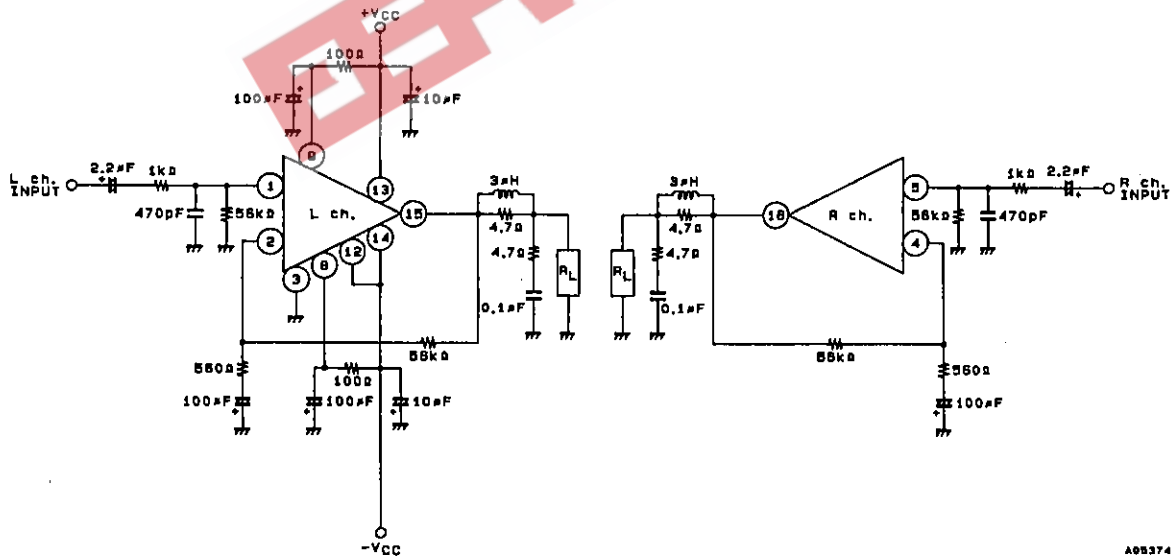 +VCC
100Ω
100µF
+
+
10µF
9
L ch.
INPUT
2.2µF
+
1kΩ
470pF
56kΩ
1
2
3
8
12
14
13
15
L ch.
3µH
4.7Ω
4.7Ω
0.1µF
RL
56kΩ
560Ω
100µF
+
100µF
+
100Ω
10µF
+
-VCC
RL
3µH
4.7Ω
4.7Ω
0.1µF
16
R ch.
5
4
56kΩ
470pF
1kΩ
2.2µF
+
R ch.
INPUT
56kΩ
560Ω
100µF
+
A05374